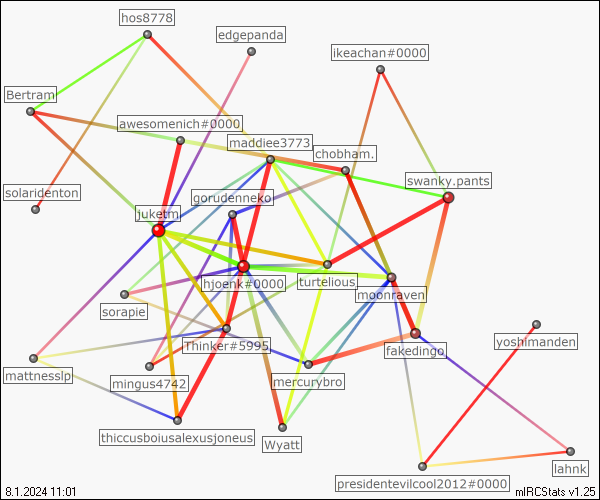 hos8778
edgepanda
ikeachan#0000
Bertram
awesomenich#0000
maddiee3773
chobham.
swanky.pants
solaridenton
gorudenneko
juketm
hjoenk#0000
turtelious
moonraven
sorapie
Thinker#5995
fakedingo
yoshmanden
mattnesslp
mingus4742
mercurybro
thiccusboiusalexusjoneus
Wyatt
lahnk
presidentevilcool2012#0000
8.1.2024 11:01
mIRCStats v1.25